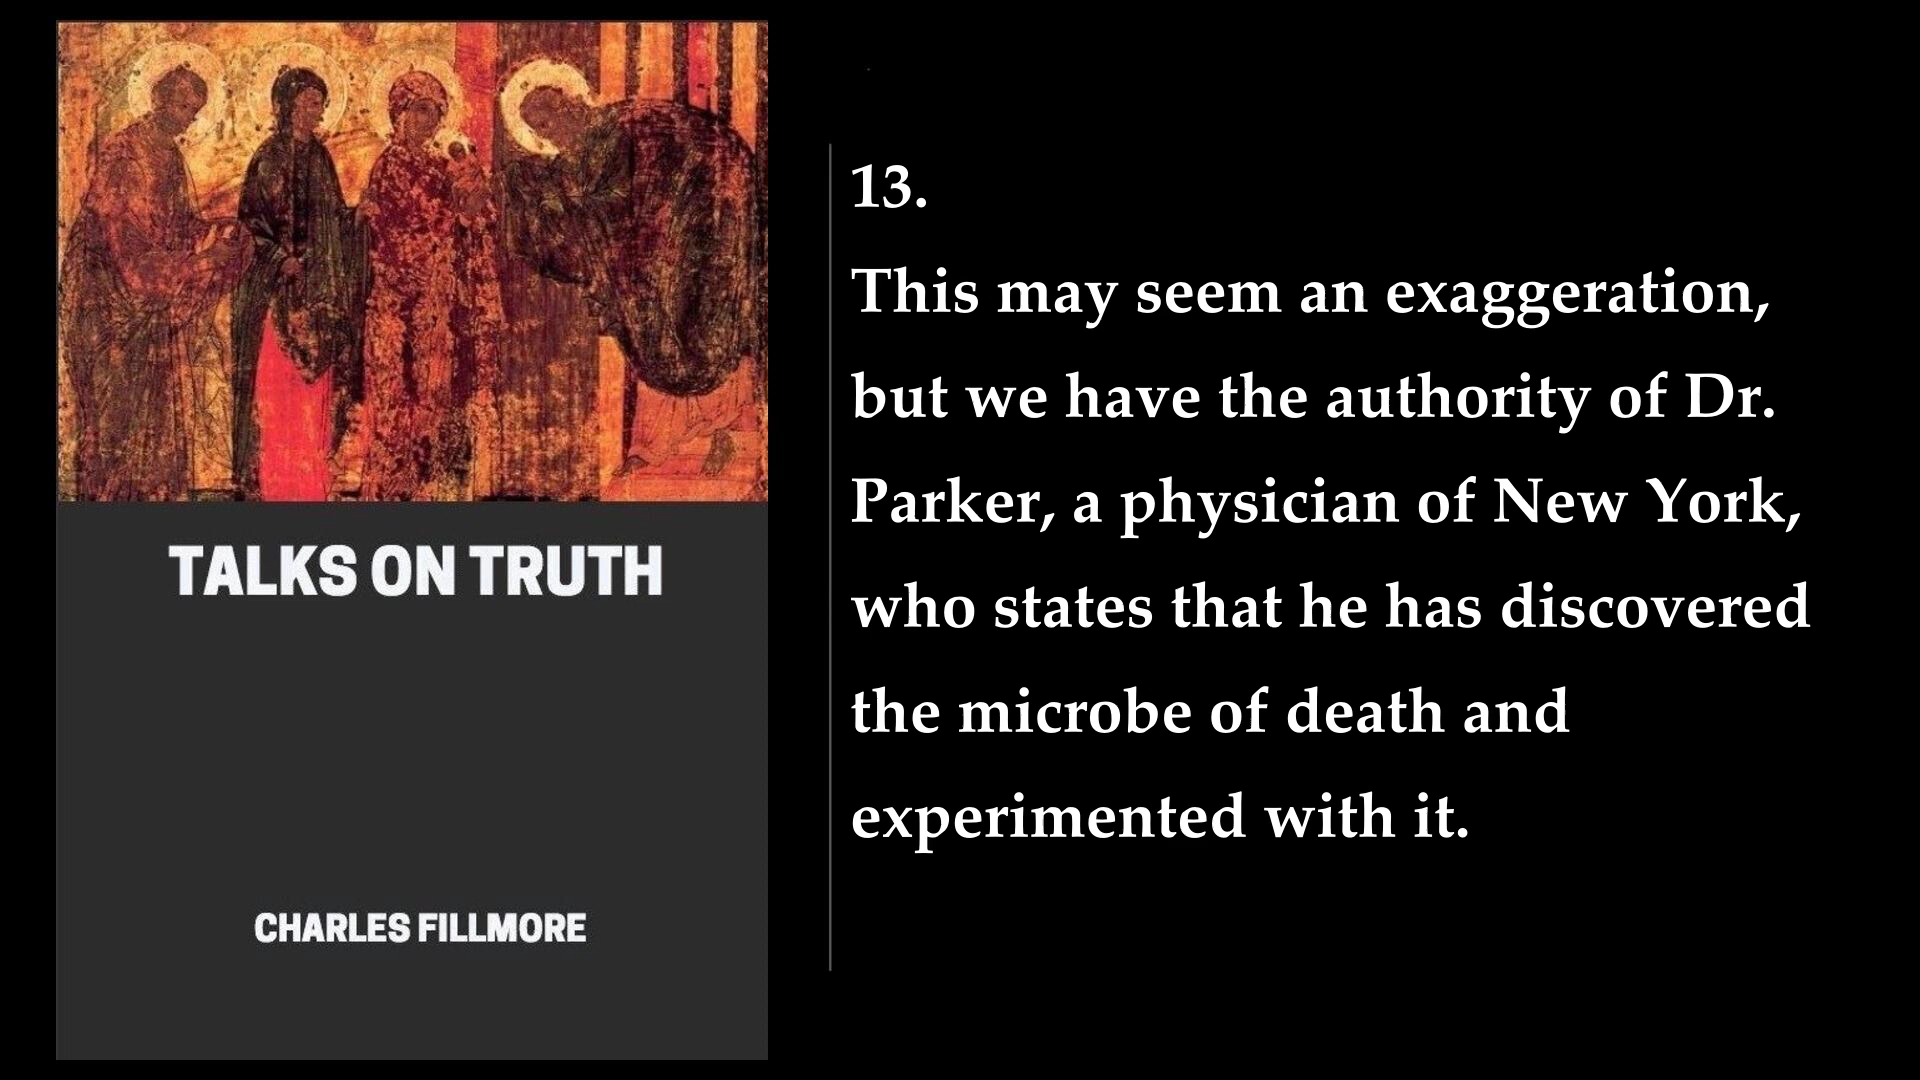 TALKS ON TRUTH
CHARLES FILLMORE
13.
This may seem an exaggeration,
but we have the authority of Dr.
Parker, a physician of New York,
who states that he has discovered
the microbe of death and
experimented with it.